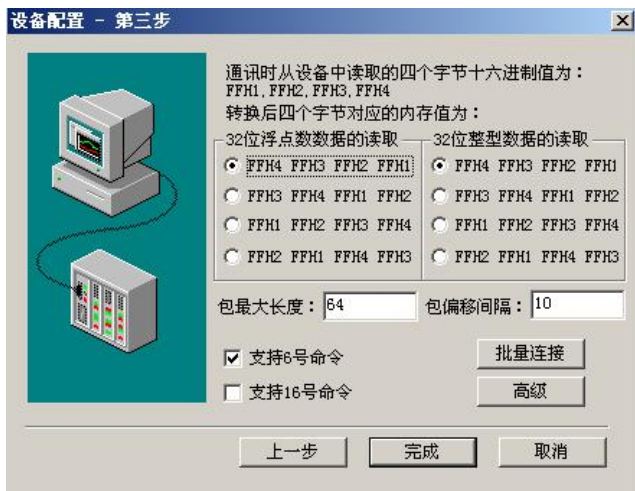 设备配置 - 第三步
通讯时从设备中读取的四个字节十六进制值为：
FFH1, FFH2, FFH3, FFH4
转换后四个字节对应的内存值为：
32位浮点数数据的读取 32位整型数据的读取
FFH4 FFH3 FFH2 FFH1 FFH4 FFH3 FFH2 FFH1
FFH3 FFH4 FFH1 FFH2 FFH3 FFH4 FFH1 FFH2
FFH1 FFH2 FFH3 FFH4 FFH1 FFH2 FFH3 FFH4
FFH2 FFH1 FFH4 FFH3 FFH2 FFH1 FFH4 FFH3
包最大长度： 64 包偏移间隔： 10
支持6号命令 批量连接
支持16号命令 高级
上一步 完成 取消